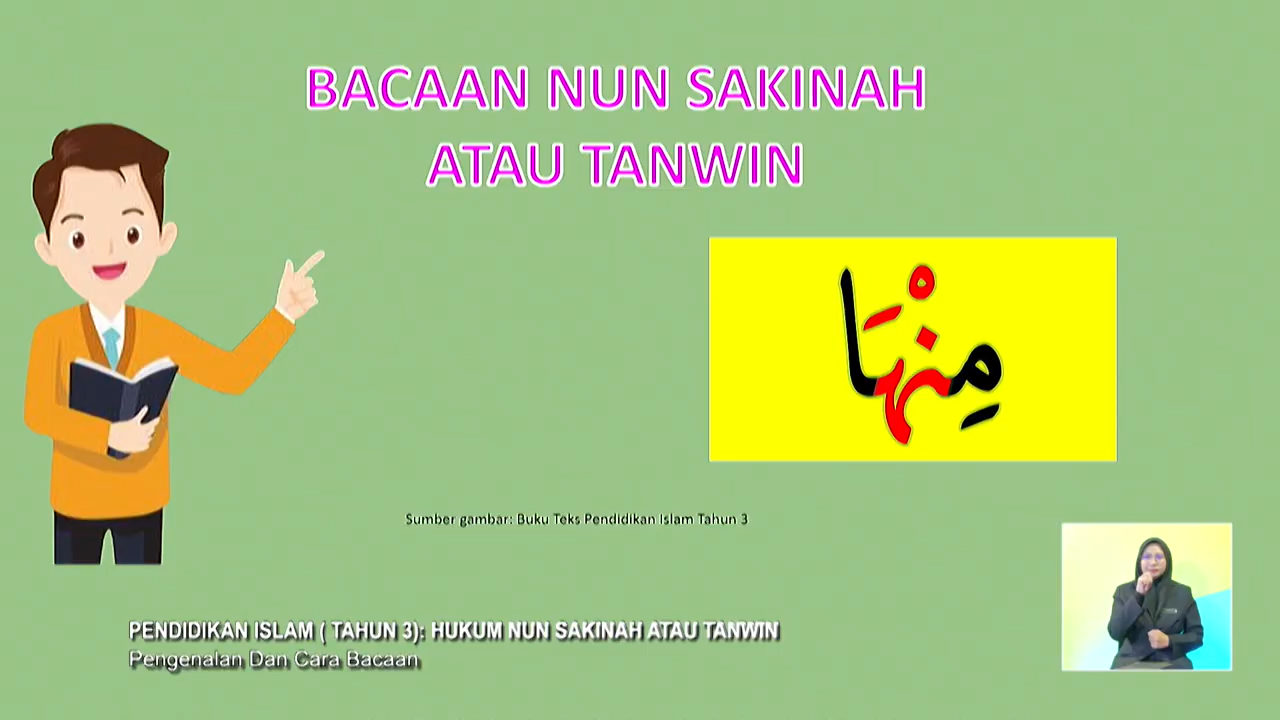 BACAAN NUN SAKINAH
ATAU TANWIN
مِنْهَا
Sumber gambar: Buku Teks Pendidikan Islam Tahun 3
PENDIDIKAN ISLAM ( TAHUN 3): HUKUM NUN SAKINAH ATAU TANWIN
Pengenalan Dan Cara Bacaan